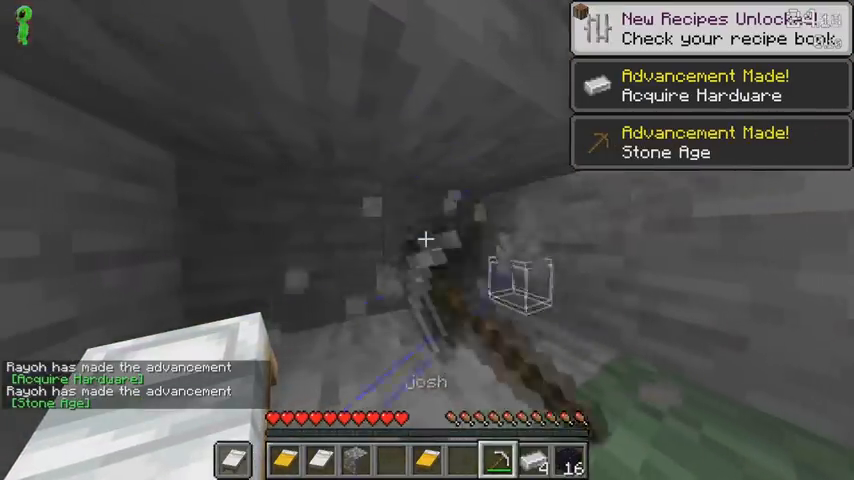 New Recipes Unlocked!
Check your recipe book
Advancement Made!
Acquire Hardware
Advancement Made!
Stone Age
Rayoh has made the advancement
[Acquire Hardware]
Rayoh has made the advancement
[Stone Age]
Josh
4
16